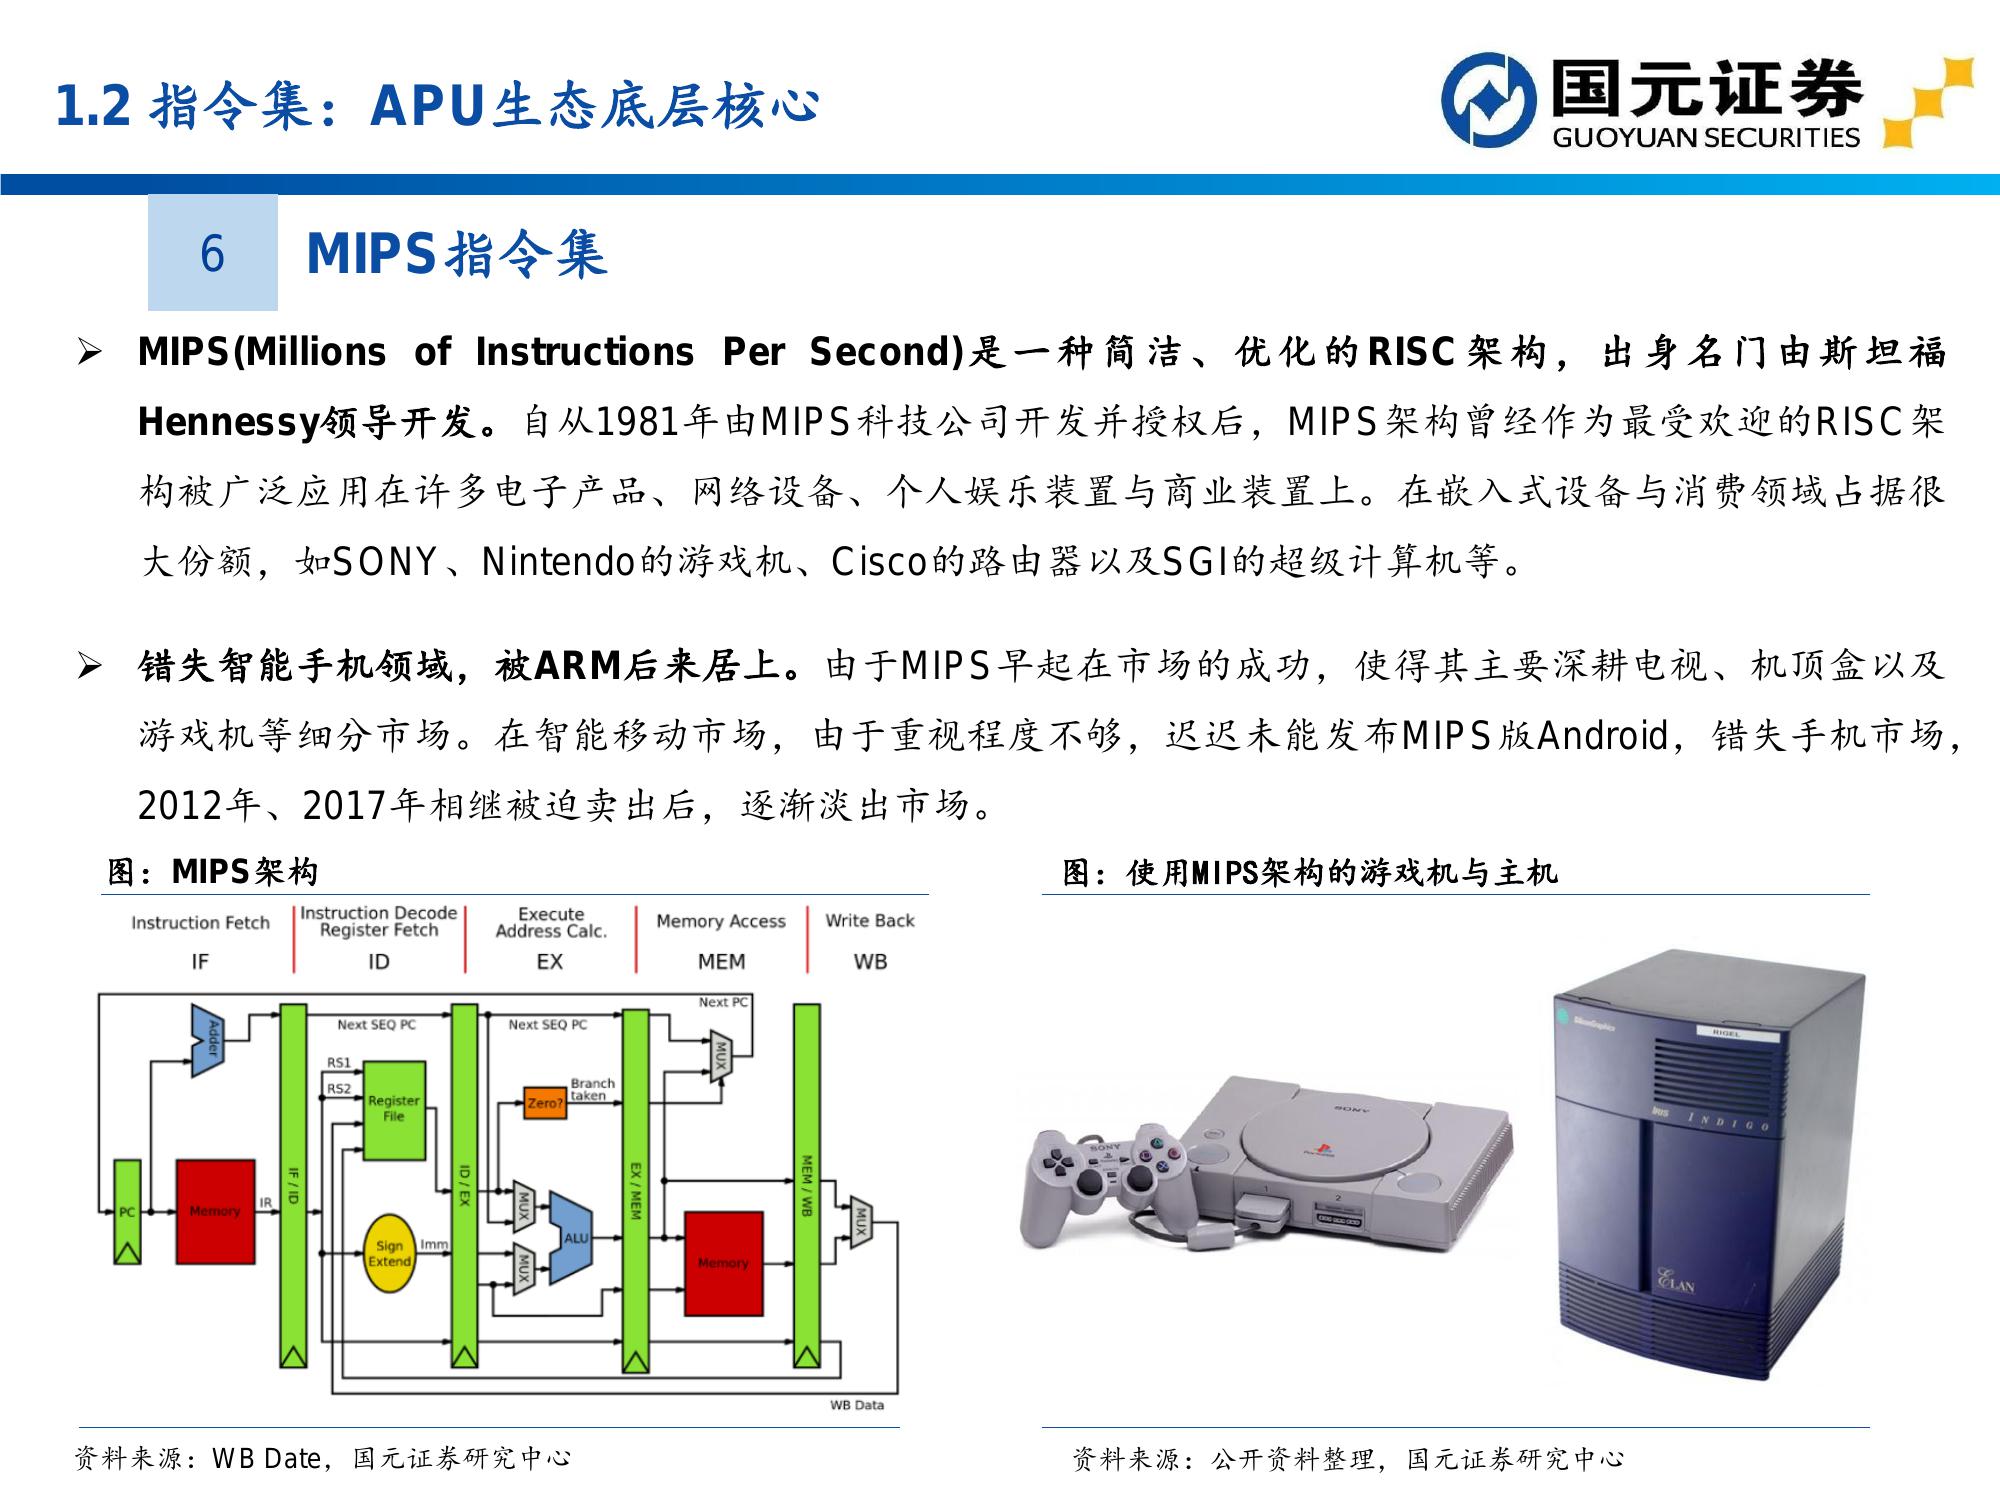 1.2 指令集：APU生态底层核心
国元证券
GUOYUAN SECURITIES
6
MIPS指令集
MIPS(Millions of Instructions Per Second)是一种简洁、优化的RISC架构，出身名门由斯坦福
Hennessy领导开发。自从1981年由MIPS科技公司开发并授权后，MIPS架构曾经作为最受欢迎的RISC架
构被广泛应用在许多电子产品、网络设备、个人娱乐装置与商业装置上。在嵌入式设备与消费领域占据很
大份额，如SONY、Nintendo的游戏机、Cisco的路由器以及SGI的超级计算机等。
错失智能手机领域，被ARM后来居上。由于MIPS早起在市场的成功，使得其主要深耕电视、机顶盒以及
游戏机等细分市场。在智能移动市场，由于重视程度不够，迟迟未能发布MIPS版Android，错失手机市场，
2012年、2017年相继被迫卖出后，逐渐淡出市场。
图：MIPS架构
Instruction Fetch
IF
Instruction Decode
Register Fetch
ID
Execute
Address Calc.
EX
Memory Access
MEM
Write Back
WB
Next PC
Adder
Next SEQ PC
Next SEQ PC
MUX
RS1
RS2
Register
File
Zero?
Branch
taken
PC
Memory
IR
IF / ID
ID / EX
EX / MEM
MEM / WB
MUX
MUX
ALU
MUX
Sign
Extend
Imm
Memory
WB Data
资料来源：WB Date，国元证券研究中心
图：使用MIPS架构的游戏机与主机
SONY
SONY
1
2
SiliconGraphics
RIGEL
IRIS INDIGO
ELAN
资料来源：公开资料整理，国元证券研究中心